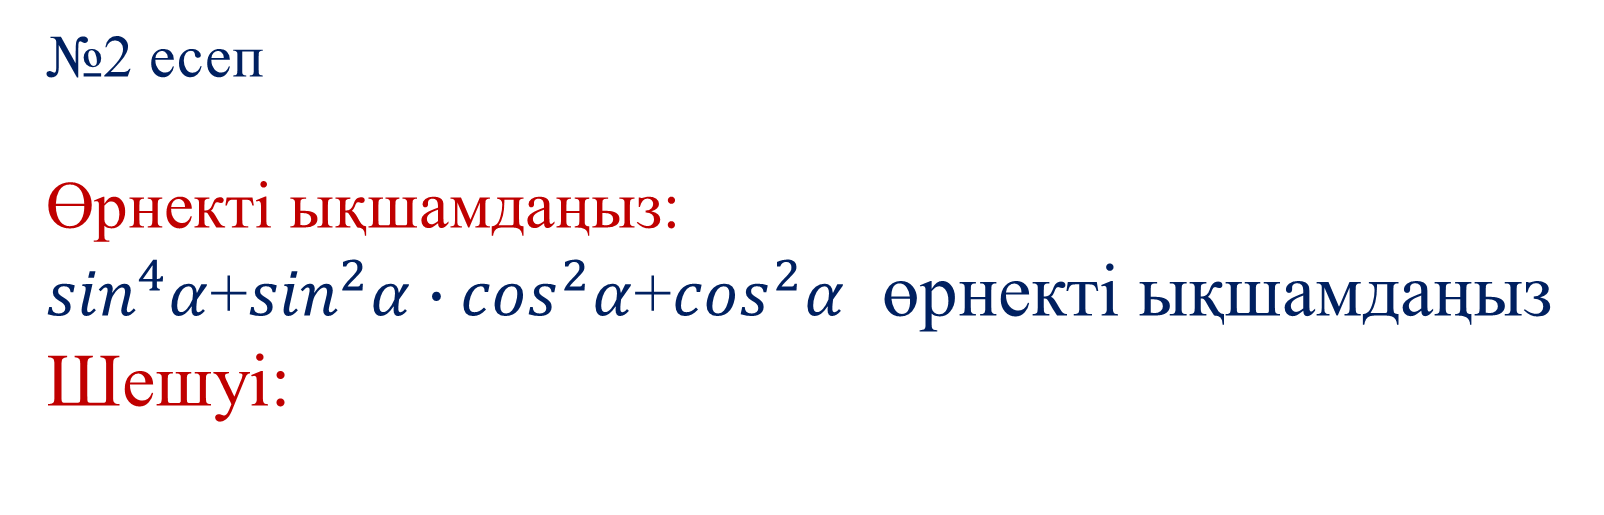 №2 есеп
Өрнекті ықшамдаңыз:
𝑠𝑖𝑛⁴𝛼+𝑠𝑖𝑛²𝛼 · 𝑐𝑜𝑠²𝛼+𝑐𝑜𝑠²𝛼 өрнекті ықшамдаңыз
Шешуі: